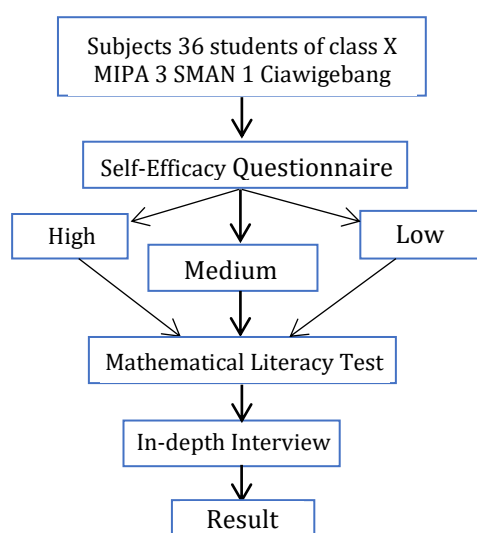 Subjects 36 students of class X
MIPA 3 SMAN 1 Ciawigebang
Self-Efficacy Questionnaire
High
Low
Medium
Mathematical Literacy Test
In-depth Interview
Result